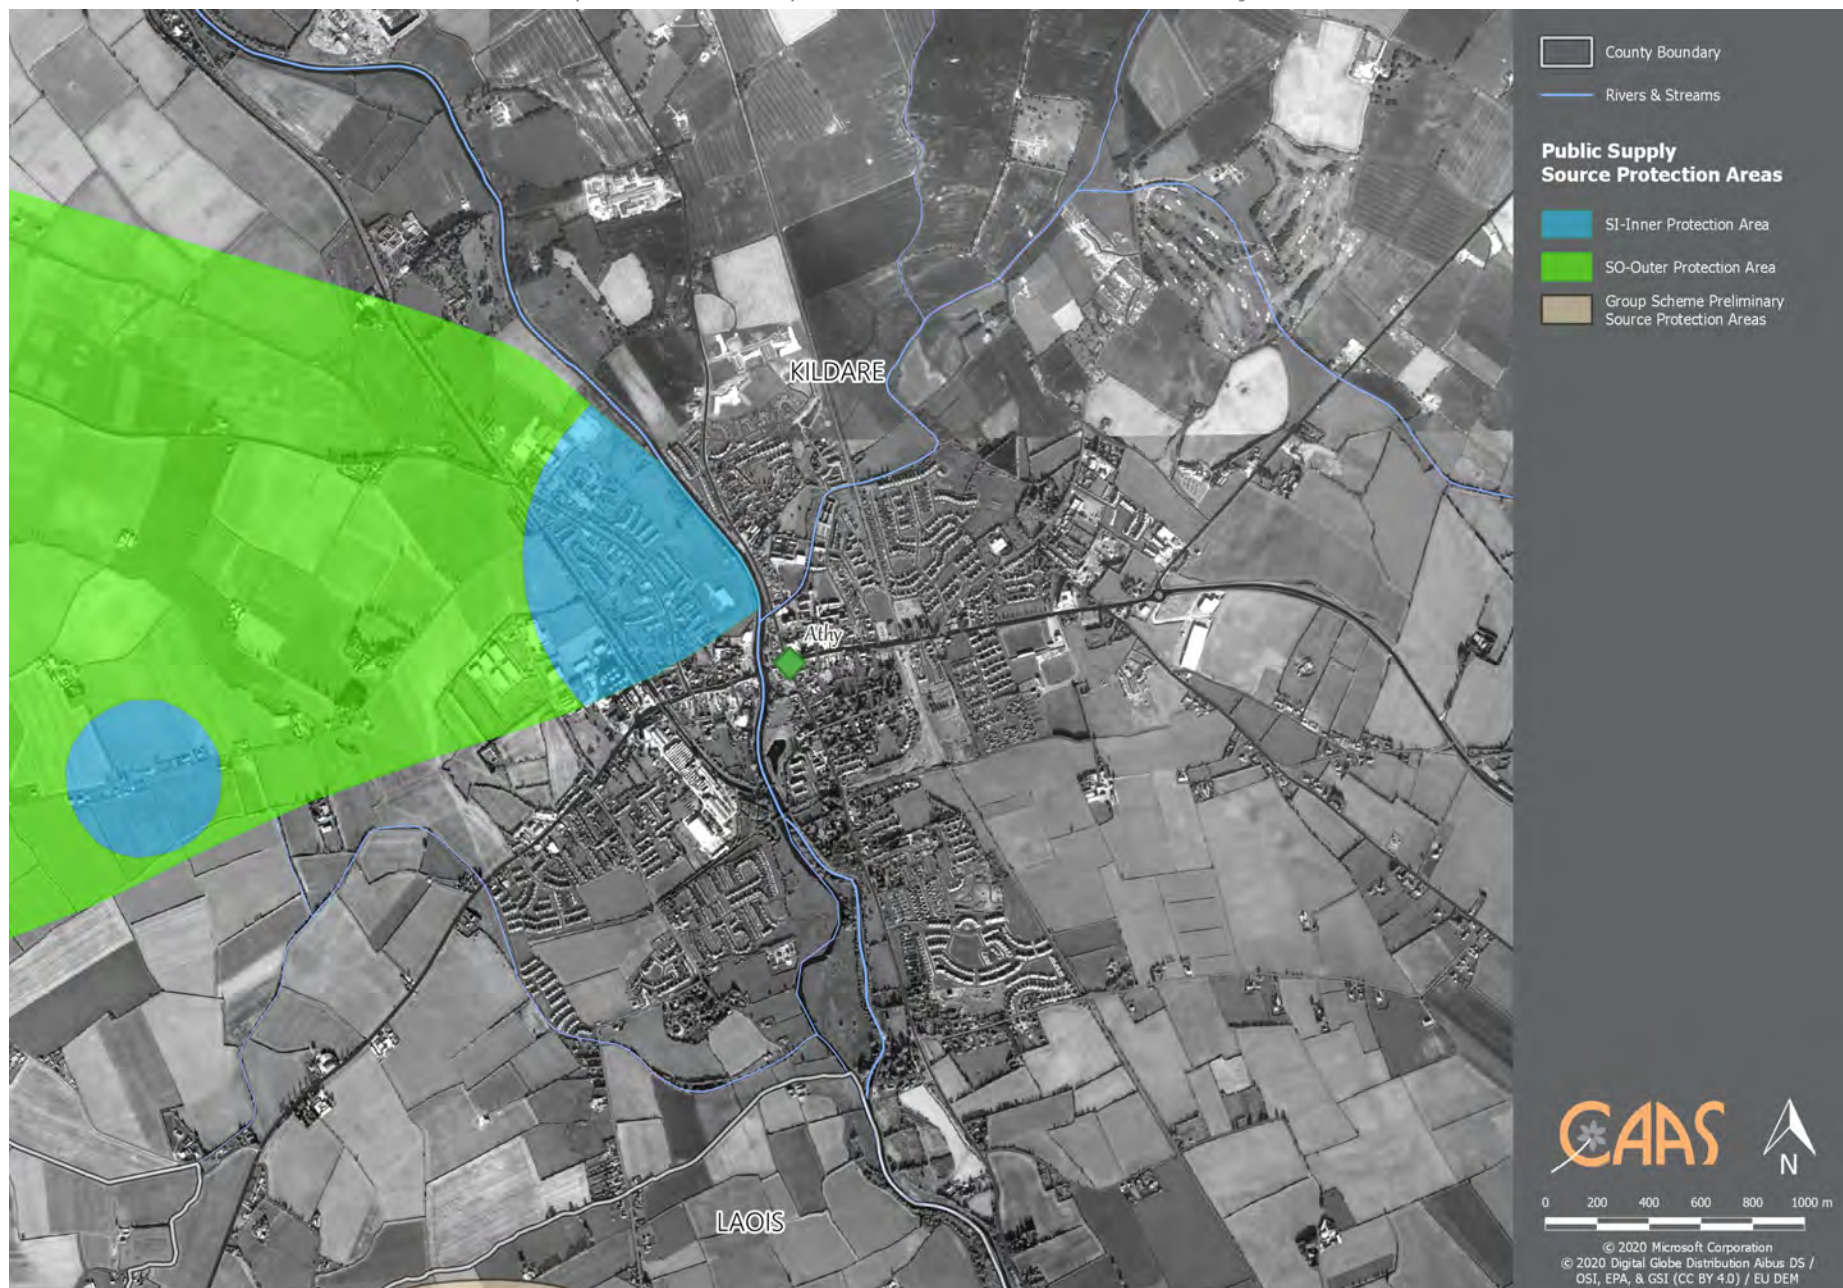 County Boundary
Rivers & Streams
Public Supply
Source Protection Areas
SI-Inner Protection Area
SO-Outer Protection Area
Group Scheme Preliminary
Source Protection Areas
KILDARE
Athy
LAOIS
CAAS
N
0 200 400 600 800 1000 m
© 2020 Microsoft Corporation
© 2020 Digital Globe Distribution Aibus DS /
OSI, EPA, & GSI (CC BY 4.0) / EU DEM